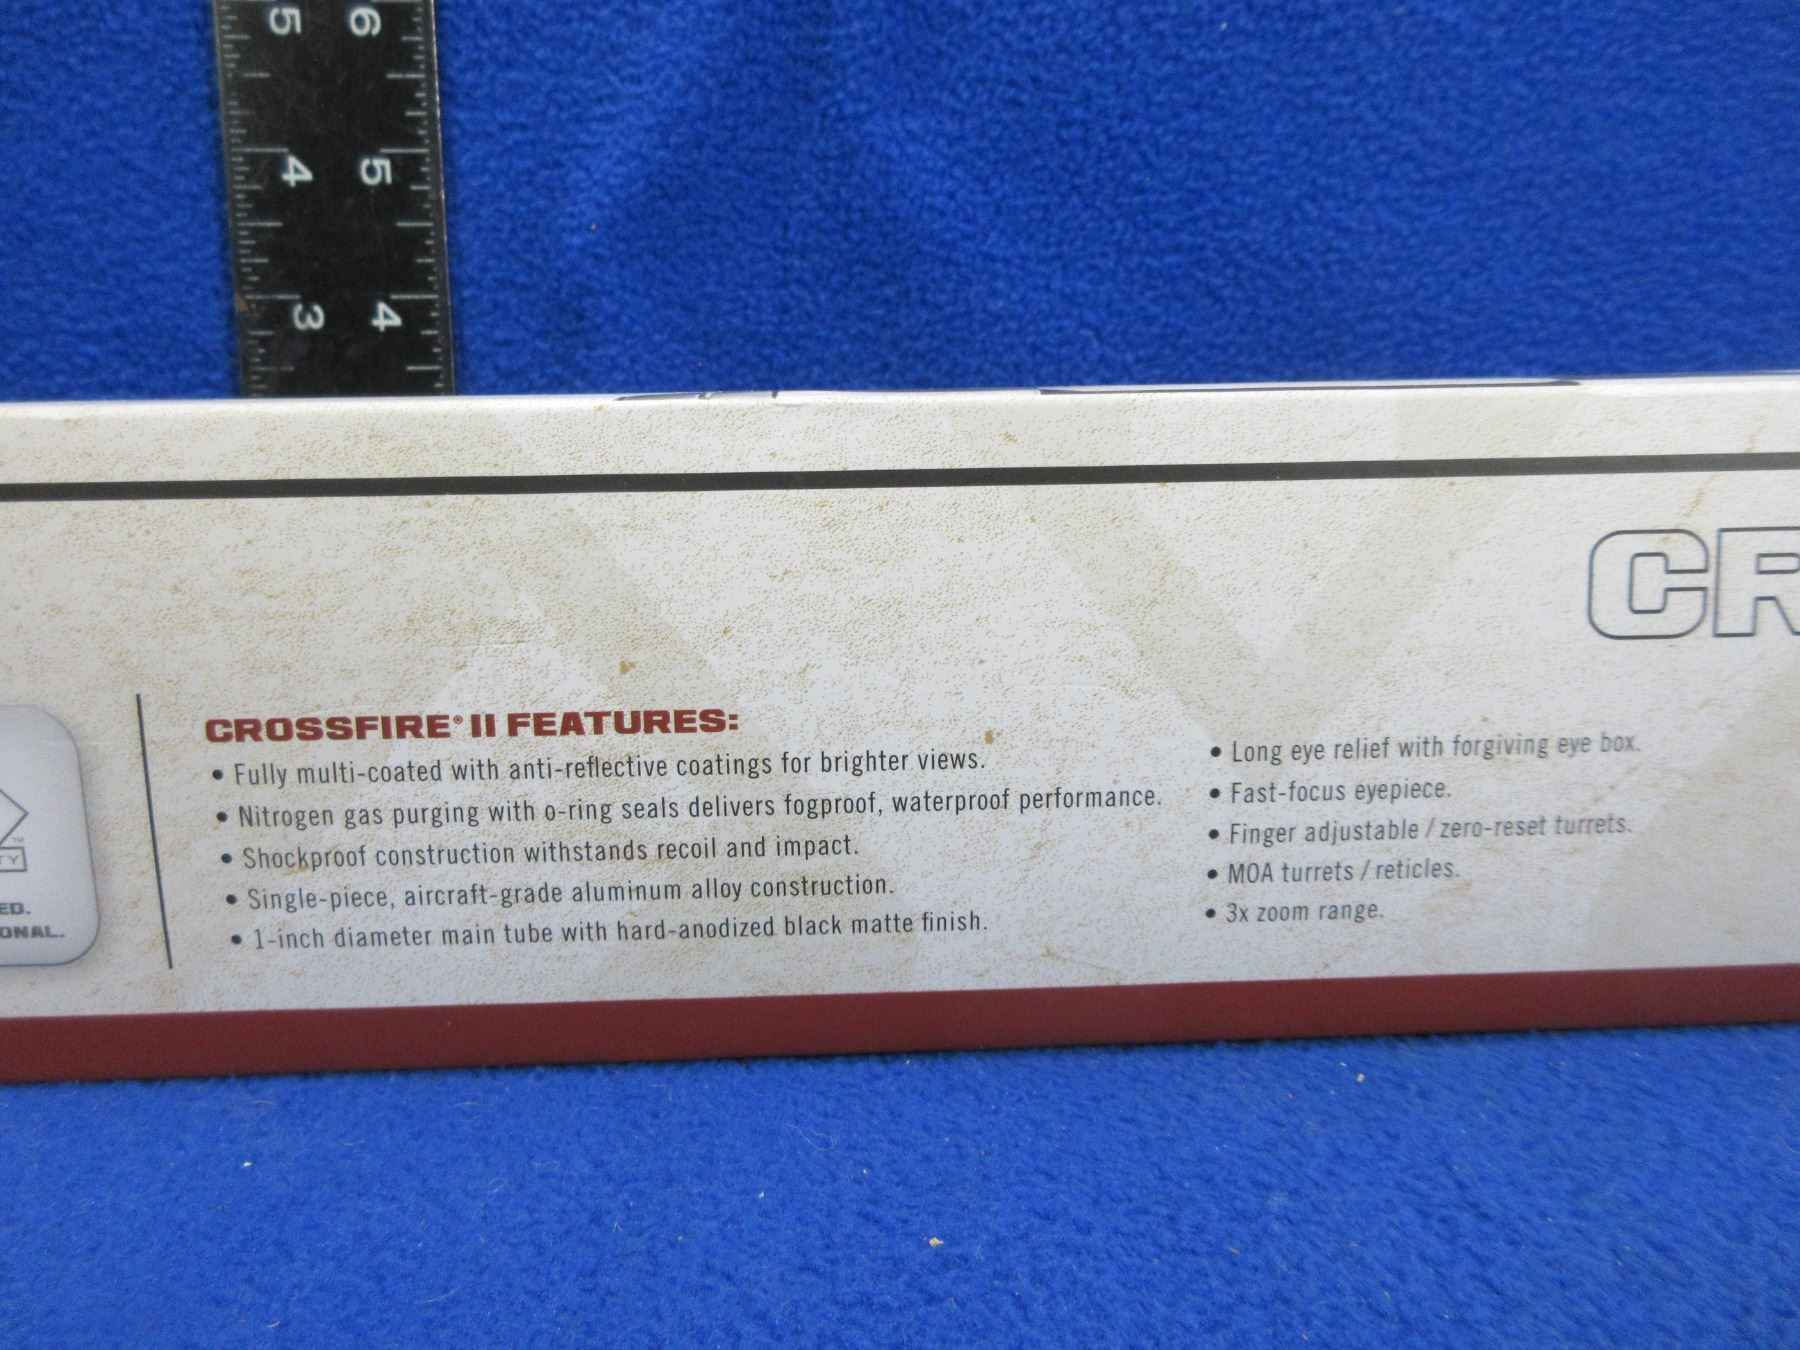 5 6
4 5
3 4
CR
CROSSFIRE® II FEATURES:
• Fully multi-coated with anti-reflective coatings for brighter views.
• Nitrogen gas purging with o-ring seals delivers fogproof, waterproof performance.
• Shockproof construction withstands recoil and impact.
• Single-piece, aircraft-grade aluminum alloy construction.
• 1-inch diameter main tube with hard-anodized black matte finish.
• Long eye relief with forgiving eye box.
• Fast-focus eyepiece.
• Finger adjustable / zero-reset turrets.
• MOA turrets / reticles.
• 3x zoom range.
TM
TY
ED.
ONAL.